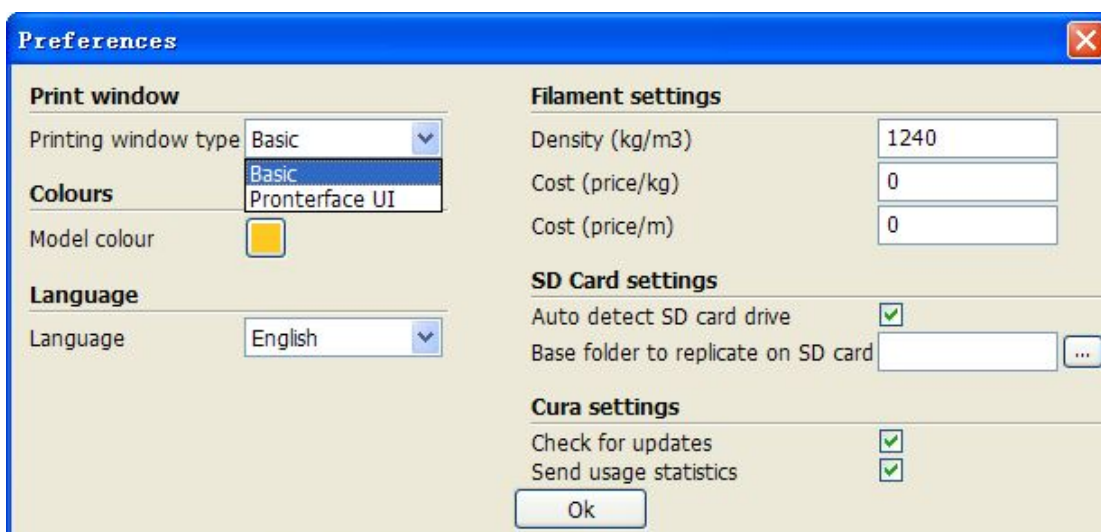 Preferences
Print window
Printing window type Basic
Basic
Pronterface UI
Colours
Model colour
Language
Language English
Filament settings
Density (kg/m3) 1240
Cost (price/kg) 0
Cost (price/m) 0
SD Card settings
Auto detect SD card drive
Base folder to replicate on SD card ...
Cura settings
Check for updates
Send usage statistics
Ok